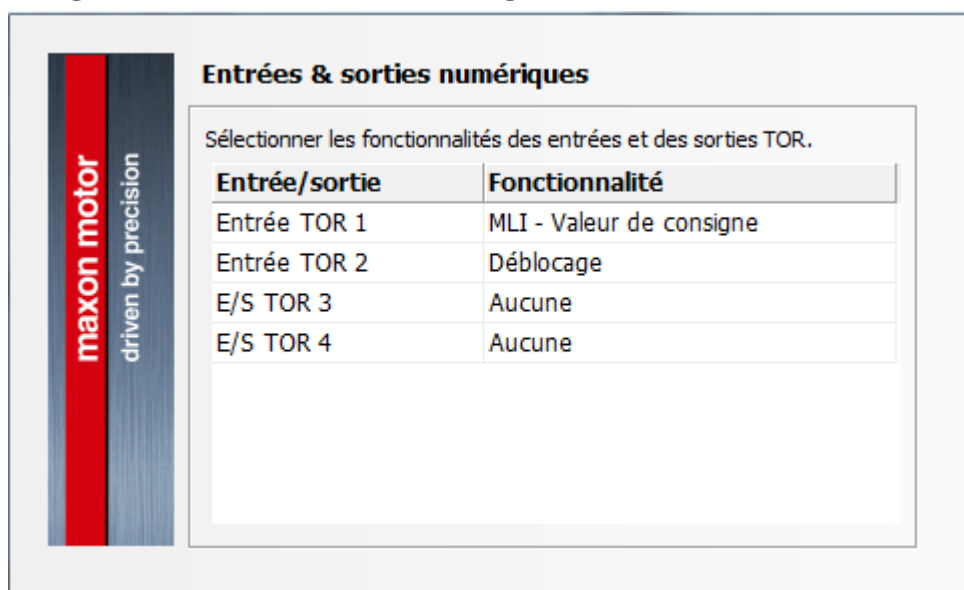 Entrées & sorties numériques
Sélectionner les fonctionnalités des entrées et des sorties TOR.
Entrée/sortie Fonctionnalité
Entrée TOR 1 MLI - Valeur de consigne
Entrée TOR 2 Déblocage
E/S TOR 3 Aucune
E/S TOR 4 Aucune
maxon motor
driven by precision